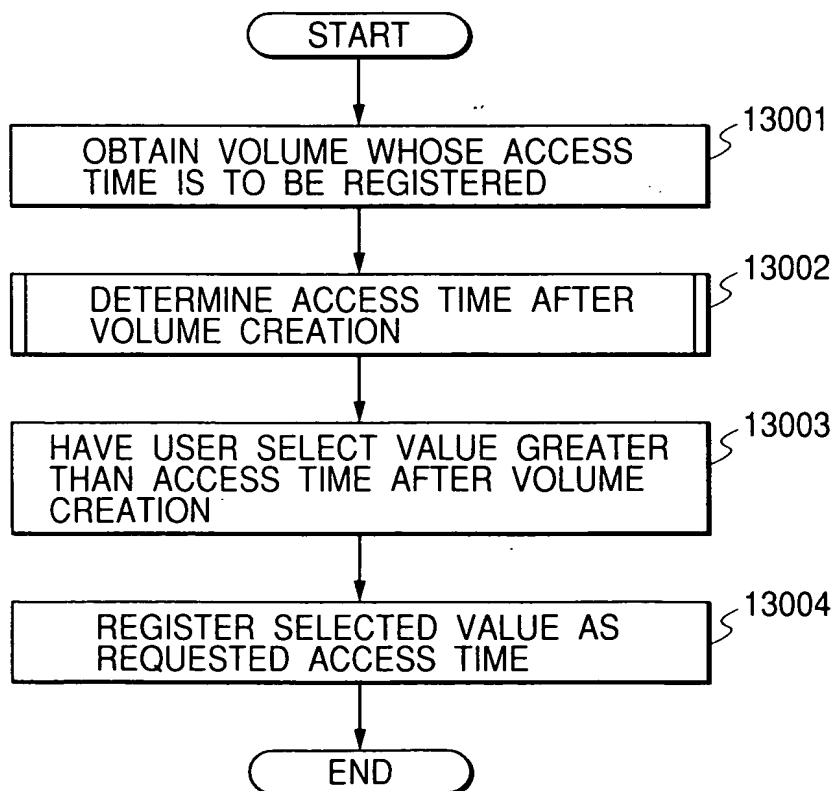 START
13001
OBTAIN VOLUME WHOSE ACCESS
TIME IS TO BE REGISTERED
13002
DETERMINE ACCESS TIME AFTER
VOLUME CREATION
13003
HAVE USER SELECT VALUE GREATER
THAN ACCESS TIME AFTER VOLUME
CREATION
13004
REGISTER SELECTED VALUE AS
REQUESTED ACCESS TIME
END